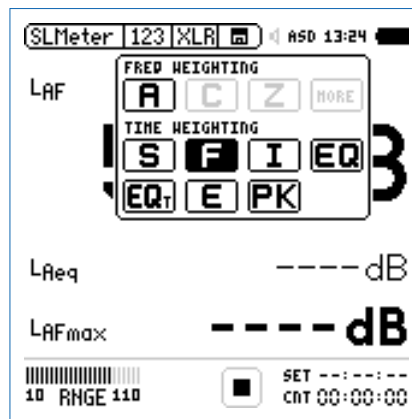 SLMeter 123 XLR ASD 13:24
FREQ WEIGHTING
LAF
A C Z MORE
TIME WEIGHTING
S F I EQ
EQT E PK
LAeq ----dB
LAFmax ----dB
SET --:--:--
10 RNGE 110 CNT 00:00:00